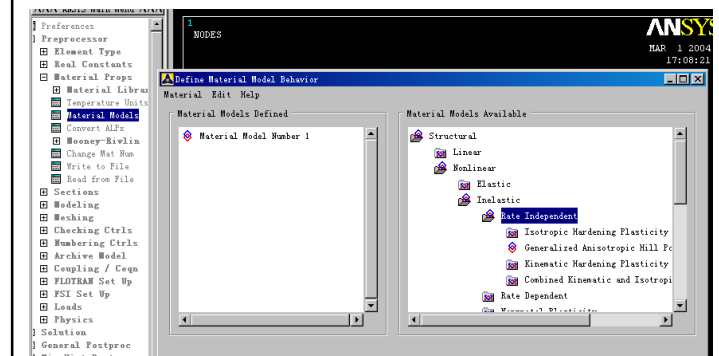 Preferences
Preprocessor
Element Type
Real Constants
Material Props
Material Librar
Temperature Units
Material Models
Convert ALPx
Mooney-Rivlin
Change Mat Num
Write to File
Read from File
Sections
Modeling
Meshing
Checking Ctrls
Numbering Ctrls
Archive Model
Coupling / Ceqn
FLOTRAN Set Up
FSI Set Up
Loads
Physics
Solution
General Postproc
1
NODES
ANSYS
MAR 1 2004
17:08:21
Define Material Model Behavior
Material Edit Help
Material Models Defined
Material Model Number 1
Material Models Available
Structural
Linear
Nonlinear
Elastic
Inelastic
Rate Independent
Isotropic Hardening Plasticity
Generalized Anisotropic Hill Po
Kinematic Hardening Plasticity
Combined Kinematic and Isotropi
Rate Dependent